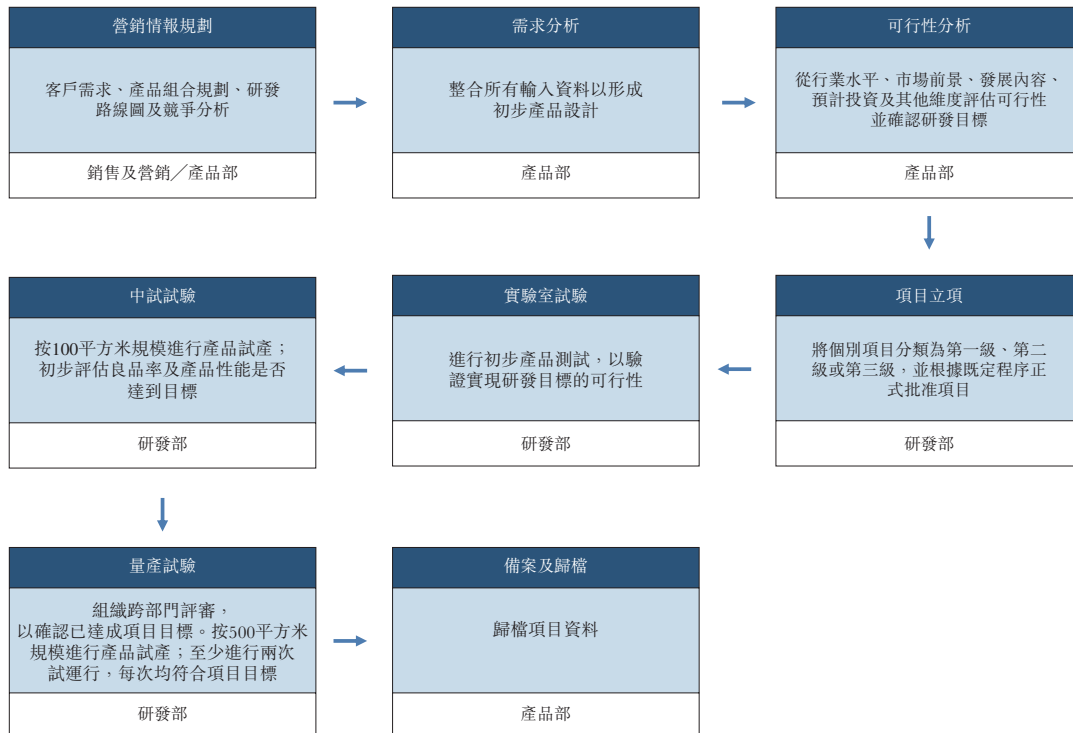 營銷情報規劃
客戶需求、產品組合規劃、研發
路線圖及競爭分析
銷售及營銷／產品部
需求分析
整合所有輸入資料以形成
初步產品設計
產品部
可行性分析
從行業水平、市場前景、發展內容、
預計投資及其他維度評估可行性
並確認研發目標
產品部
項目立項
將個別項目分類為第一級、第二
級或第三級，並根據既定程序正
式批准項目
研發部
實驗室試驗
進行初步產品測試，以驗
證實現研發目標的可行性
研發部
中試試驗
按100平方米規模進行產品試產；
初步評估良品率及產品性能是否
達到目標
研發部
量產試驗
組織跨部門評審，
以確認已達成項目目標。按500平方米
規模進行產品試產；至少進行兩次
試運行，每次均符合項目目標
研發部
備案及歸檔
歸檔項目資料
產品部